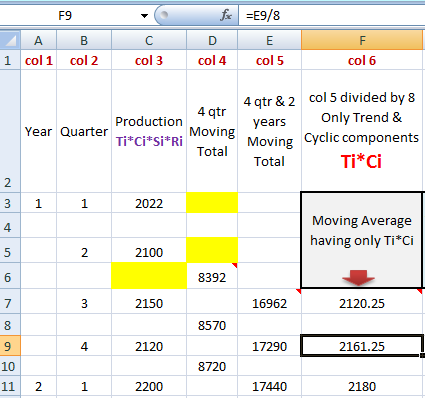 F9 fx =E9/8
A B C D E F
1 col 1 col 2 col 3 col 4 col 5 col 6
2 Year Quarter Production
Ti*Ci*Si*Ri
4 qtr
Moving
Total
4 qtr & 2
years
Moving
Total
col 5 divided by 8
Only Trend &
Cyclic components
Ti*Ci
3 1 1 2022
Moving Average
having only Ti*Ci
5 2 2100
6 8392
7 3 2150 16962 2120.25
8 8570
9 4 2120 17290 2161.25
10 8720
11 2 1 2200 17440 2180